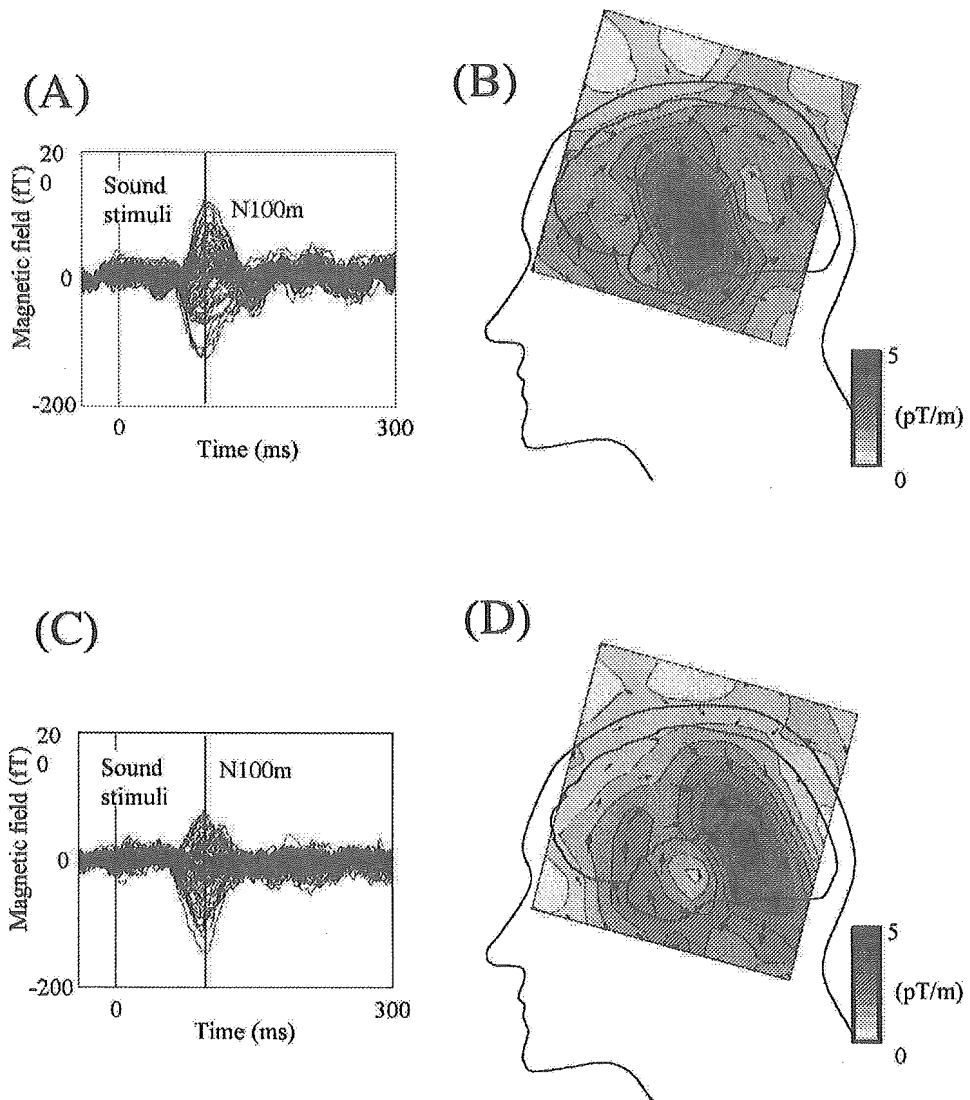 (A)
20
0
0
-200
Magnetic field (fT)
Sound
stimuli
N100m
0
300
Time (ms)
(B)
5
(pT/m)
0
(C)
20
0
0
-200
Magnetic field (fT)
Sound
stimuli
N100m
0
300
Time (ms)
(D)
5
(pT/m)
0